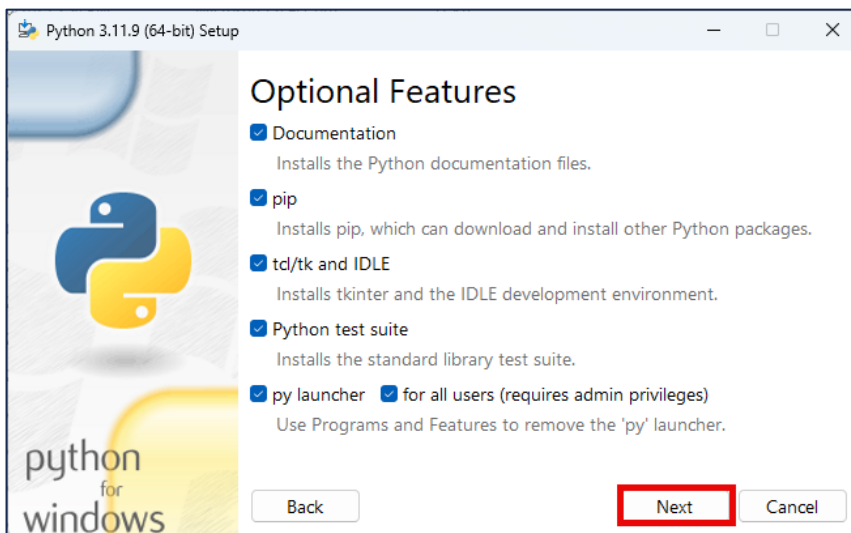 Python 3.11.9 (64-bit) Setup
Optional Features
Documentation
Installs the Python documentation files.
pip
Installs pip, which can download and install other Python packages.
tcl/tk and IDLE
Installs tkinter and the IDLE development environment.
Python test suite
Installs the standard library test suite.
py launcher for all users (requires admin privileges)
Use Programs and Features to remove the 'py' launcher.
python
for
windows
Back Next Cancel